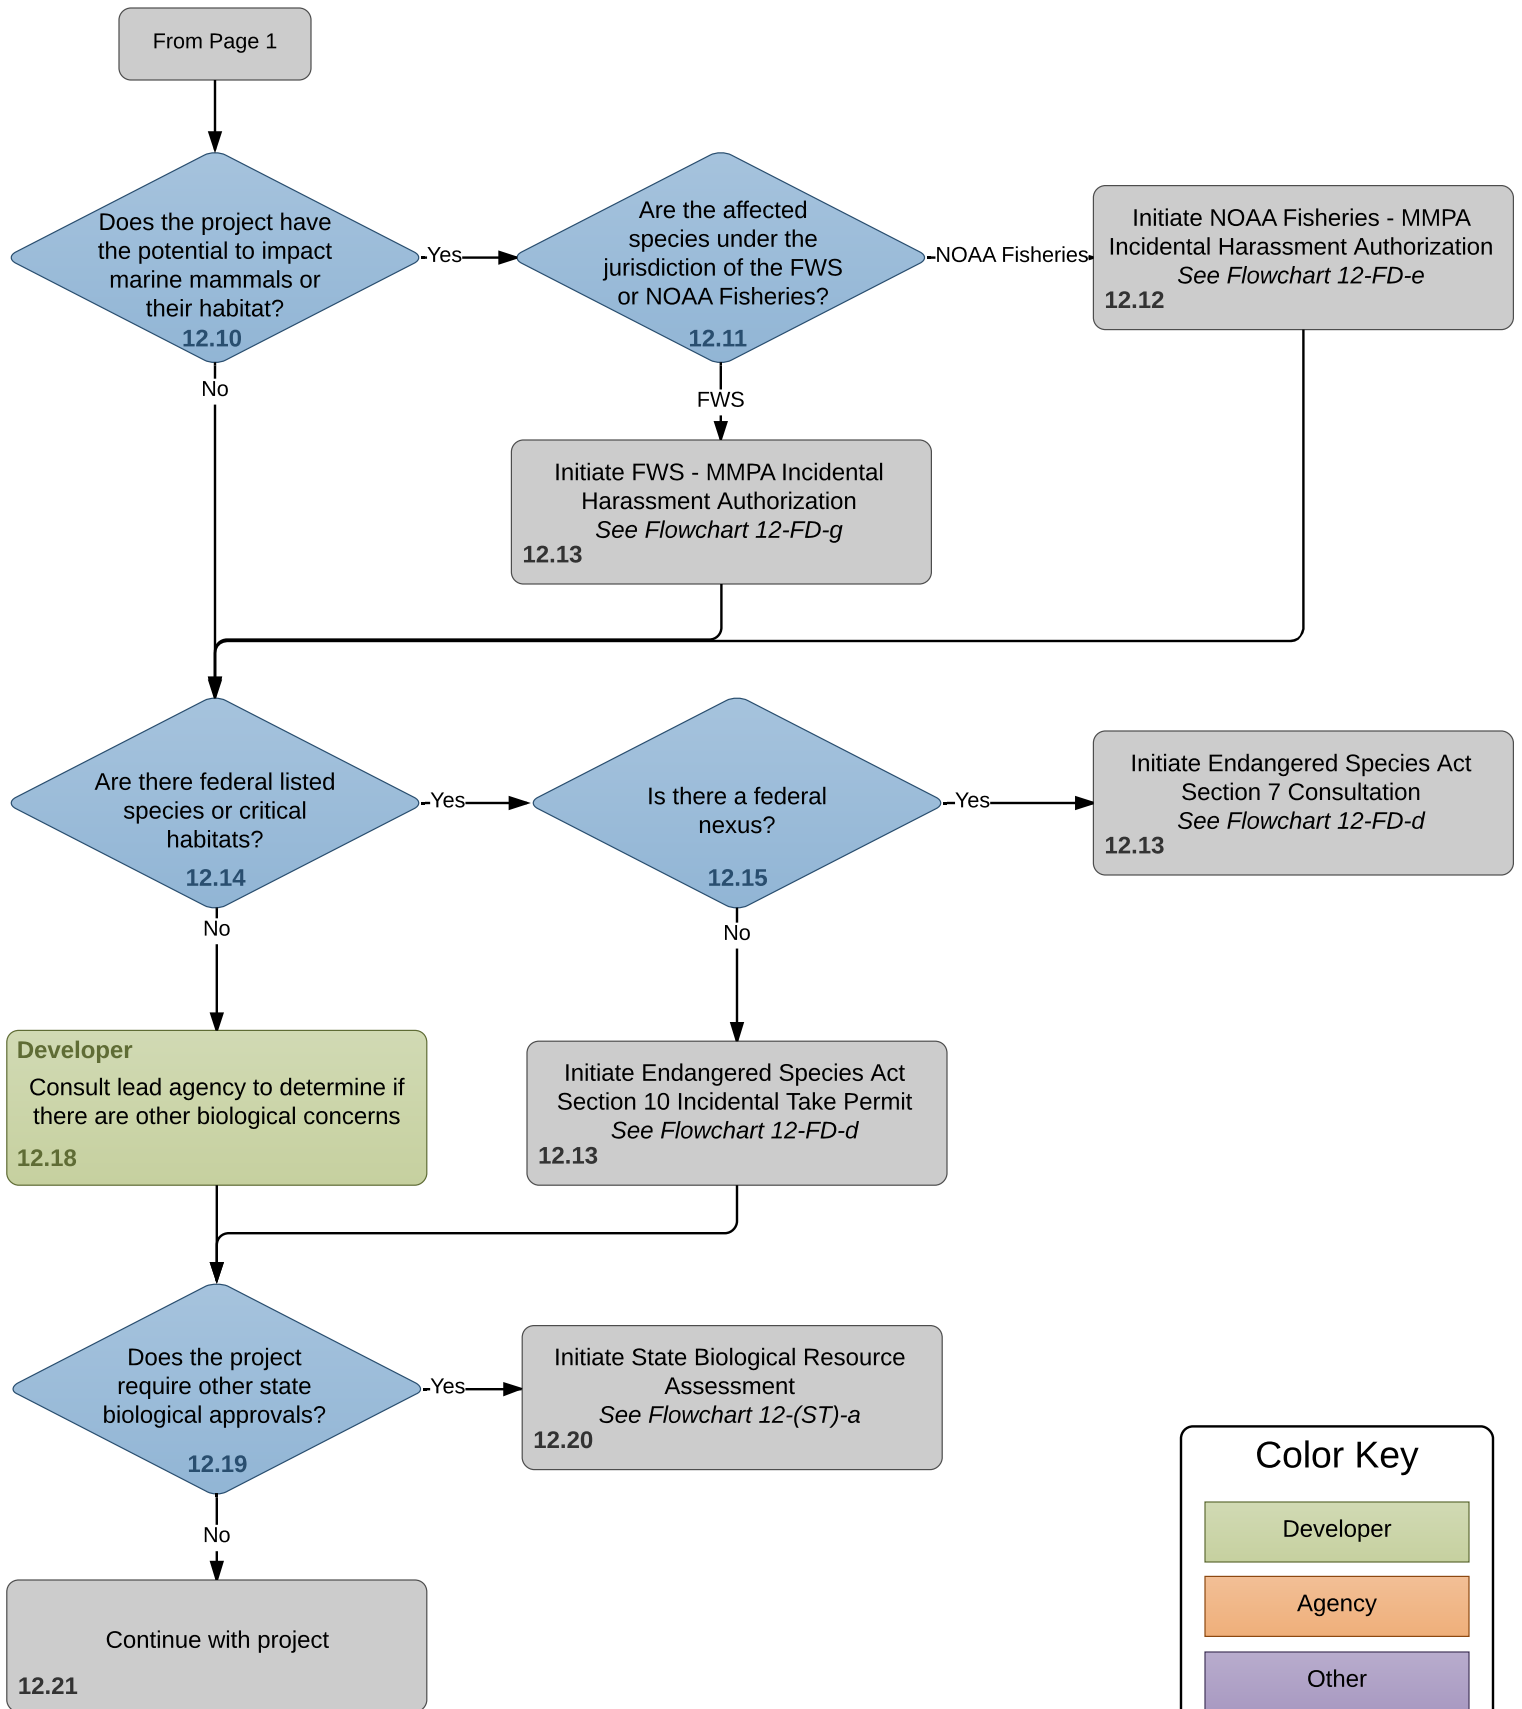 From Page 1
Does the project have
the potential to impact
marine mammals or
their habitat?
12.10
Yes
Are the affected
species under the
jurisdiction of the FWS
or NOAA Fisheries?
12.11
NOAA Fisheries
Initiate NOAA Fisheries - MMPA
Incidental Harassment Authorization
See Flowchart 12-FD-e
12.12
No
FWS
Initiate FWS - MMPA Incidental
Harassment Authorization
See Flowchart 12-FD-g
12.13
Are there federal listed
species or critical
habitats?
12.14
Yes
Is there a federal
nexus?
12.15
Yes
Initiate Endangered Species Act
Section 7 Consultation
See Flowchart 12-FD-d
12.13
No
No
Developer
Consult lead agency to determine if
there are other biological concerns
12.18
Initiate Endangered Species Act
Section 10 Incidental Take Permit
See Flowchart 12-FD-d
12.13
Does the project
require other state
biological approvals?
12.19
Yes
Initiate State Biological Resource
Assessment
See Flowchart 12-(ST)-a
12.20
No
Continue with project
12.21
Color Key
Developer
Agency
Other